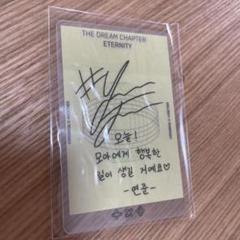 THE DREAM CHAPTER
ETERNITY
오늘!
모아에게 행복한
일이 생길 거예요♡
-연준-